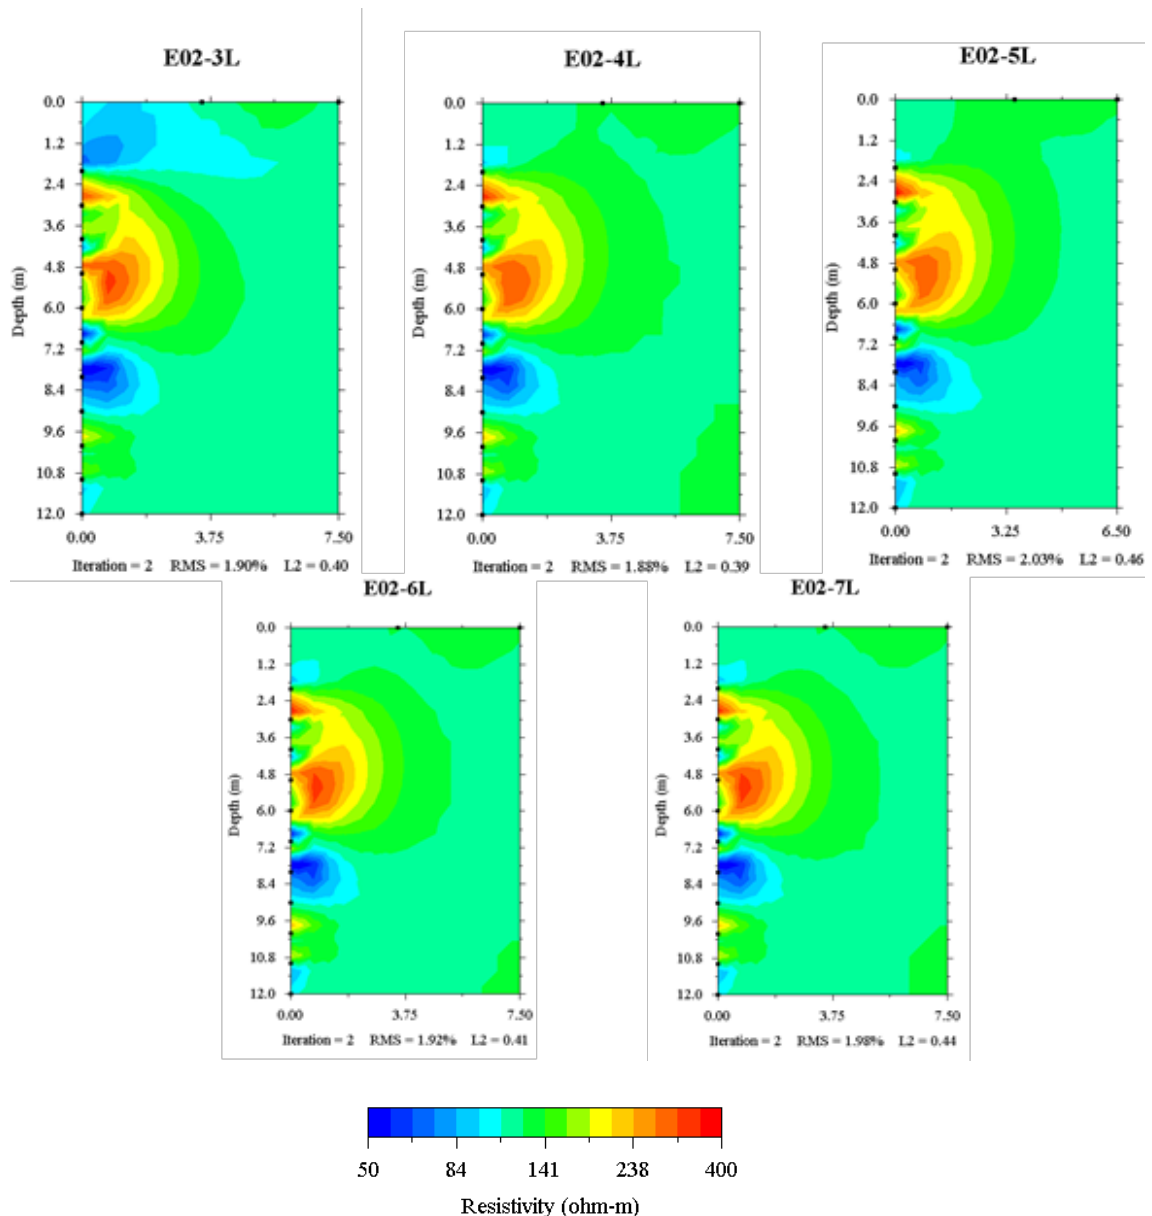 E02-3L
E02-4L
E02-5L
0.0
1.2
2.4
3.6
4.8
6.0
7.2
8.4
9.6
10.8
12.0
Depth (m)
0.00 3.75 7.50
Iteration = 2 RMS = 1.90% L2 = 0.40
0.0
1.2
2.4
3.6
4.8
6.0
7.2
8.4
9.6
10.8
12.0
Depth (m)
0.00 3.75 7.50
Iteration = 2 RMS = 1.88% L2 = 0.39
0.0
1.2
2.4
3.6
4.8
6.0
7.2
8.4
9.6
10.8
12.0
Depth (m)
0.00 3.25 6.50
Iteration = 2 RMS = 2.03% L2 = 0.46
E02-6L
E02-7L
0.0
1.2
2.4
3.6
4.8
6.0
7.2
8.4
9.6
10.8
12.0
Depth (m)
0.00 3.75 7.50
Iteration = 2 RMS = 1.92% L2 = 0.41
0.0
1.2
2.4
3.6
4.8
6.0
7.2
8.4
9.6
10.8
12.0
Depth (m)
0.00 3.75 7.50
Iteration = 2 RMS = 1.98% L2 = 0.44
50 84 141 238 400
Resistivity (ohm-m)